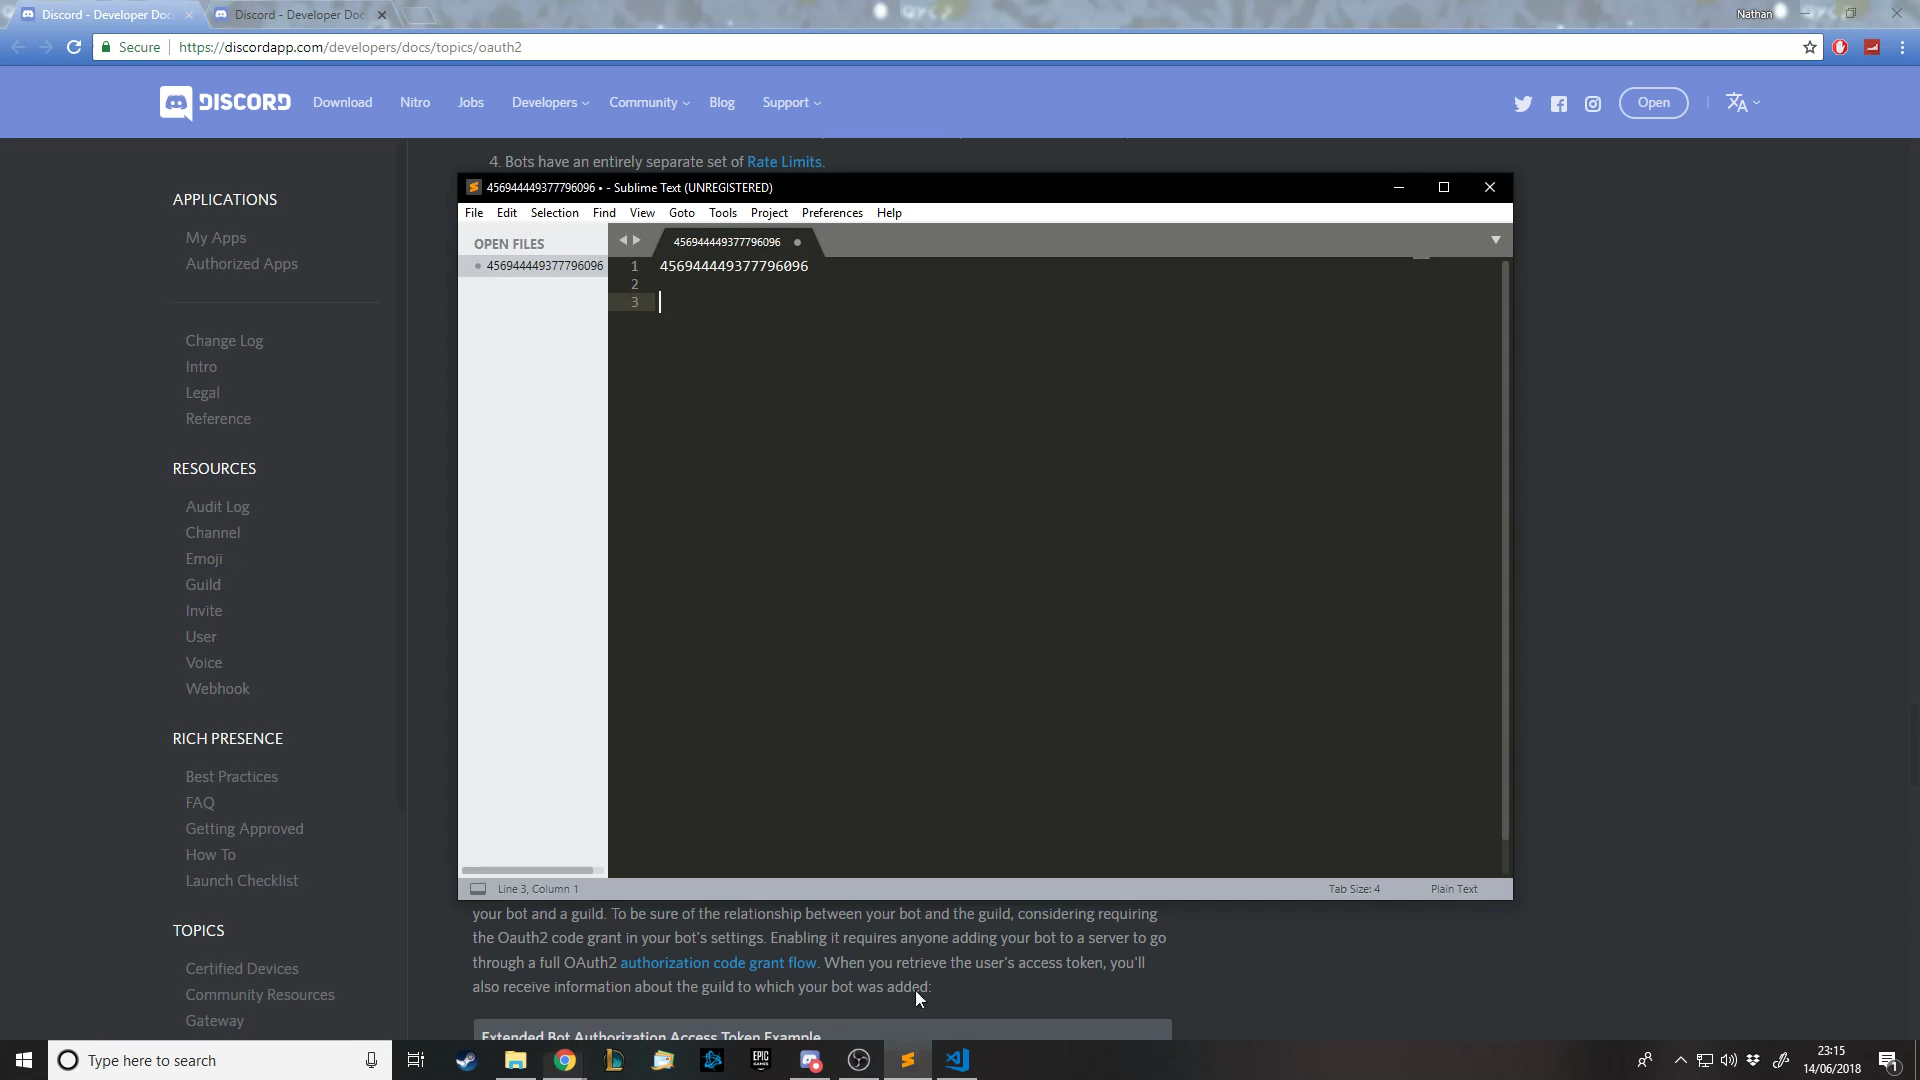 Discord - Developer Doc
Discord - Developer Doc
Nathan
Secure
https://discordapp.com/developers/docs/topics/oauth2
DISCORD
Download
Nitro
Jobs
Developers
Community
Blog
Support
Open
4. Bots have an entirely separate set of Rate Limits.
APPLICATIONS
My Apps
Authorized Apps
Change Log
Intro
Legal
Reference
RESOURCES
Audit Log
Channel
Emoji
Guild
Invite
User
Voice
Webhook
RICH PRESENCE
Best Practices
FAQ
Getting Approved
How To
Launch Checklist
TOPICS
Certified Devices
Community Resources
Gateway
456944449377796096 • - Sublime Text (UNREGISTERED)
File Edit Selection Find View Goto Tools Project Preferences Help
OPEN FILES
456944449377796096
456944449377796096
1 456944449377796096
2
3
Line 3, Column 1
Tab Size: 4
Plain Text
your bot and a guild. To be sure of the relationship between your bot and the guild, considering requiring
the Oauth2 code grant in your bot's settings. Enabling it requires anyone adding your bot to a server to go
through a full OAuth2 authorization code grant flow. When you retrieve the user's access token, you'll
also receive information about the guild to which your bot was added:
Extended Bot Authorization Access Token Example
Type here to search
EPIC
GAMES
23:15
14/06/2018
1